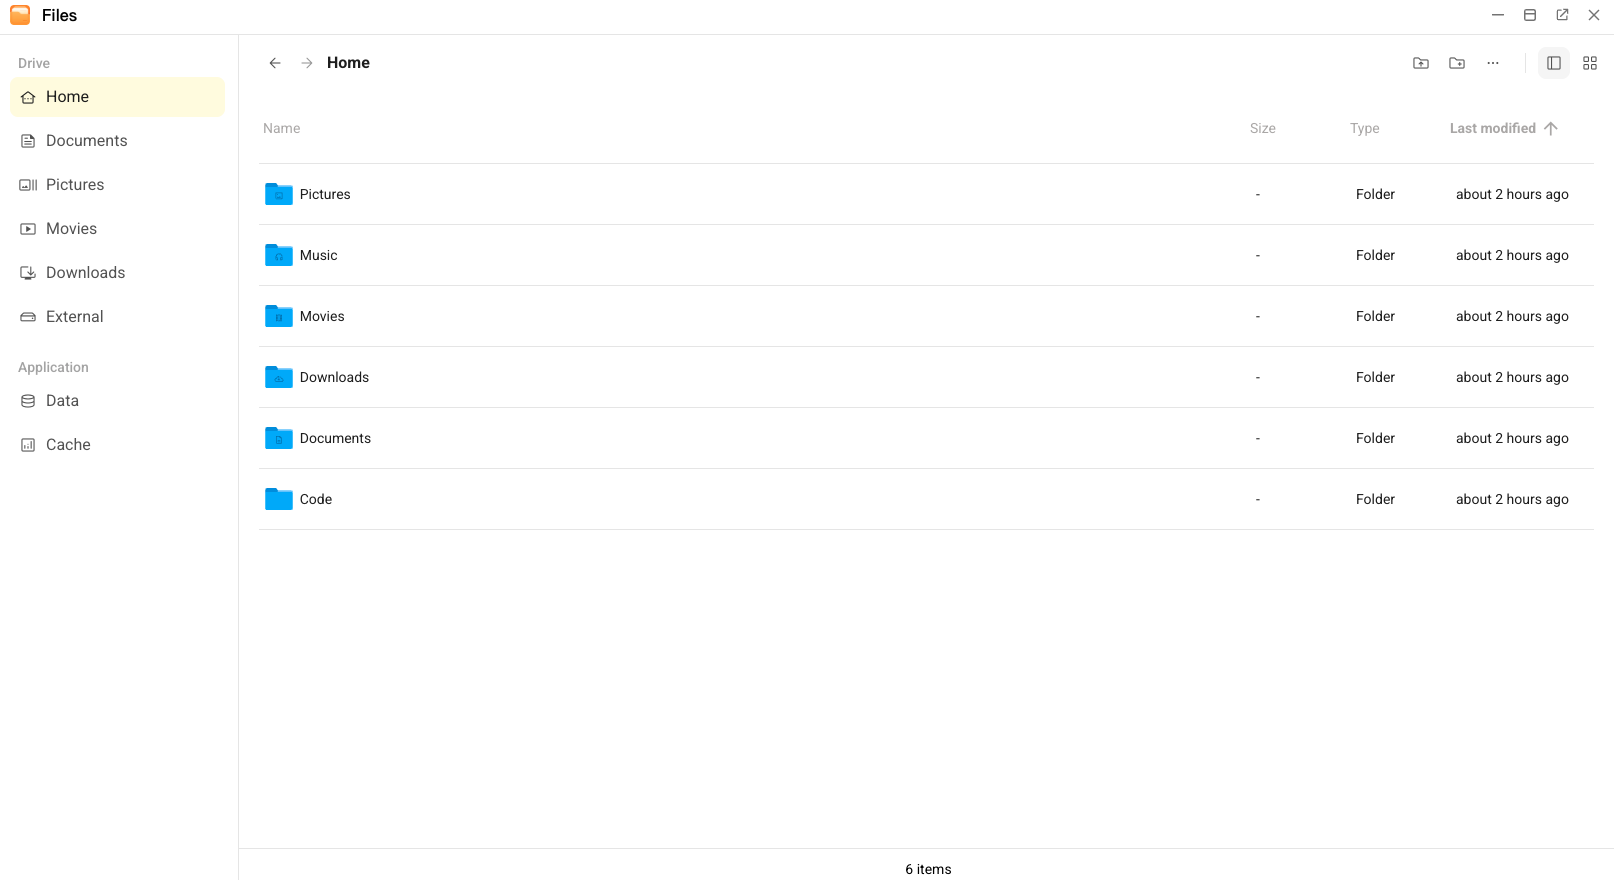 Files
Drive
Home
Documents
Pictures
Movies
Downloads
External
Application
Data
Cache
Home
Name Size Type Last modified
Pictures - Folder about 2 hours ago
Music - Folder about 2 hours ago
Movies - Folder about 2 hours ago
Downloads - Folder about 2 hours ago
Documents - Folder about 2 hours ago
Code - Folder about 2 hours ago
6 items